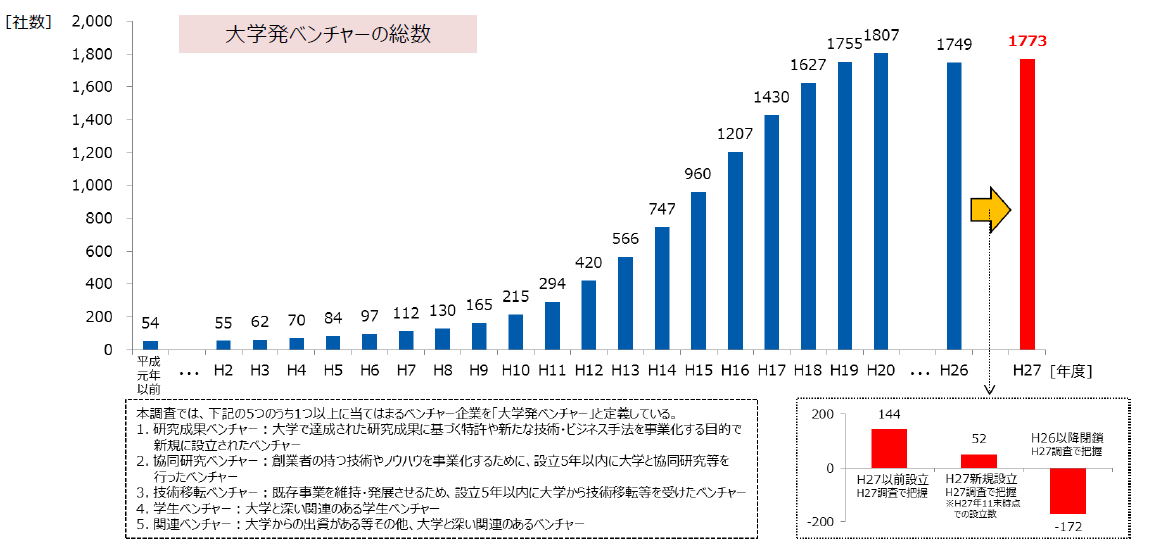 [社数]
大学発ベンチャーの総数
2,000
1,800
1,600
1,400
1,200
1,000
800
600
400
200
0
54
55
62
70
84
97
112
130
165
215
294
420
566
747
960
1207
1430
1627
1755
1807
1749
1773
平成
元年
以前
…
H2
H3
H4
H5
H6
H7
H8
H9
H10
H11
H12
H13
H14
H15
H16
H17
H18
H19
H20
…
H26
H27
[年度]
本調査では、下記の5つのうち1つ以上に当てはまるベンチャー企業を「大学発ベンチャー」と定義している。
1. 研究成果ベンチャー：大学で達成された研究成果に基づく特許や新たな技術・ビジネス手法を事業化する目的で
新規に設立されたベンチャー
2. 協同研究ベンチャー：創業者の持つ技術やノウハウを事業化するために、設立5年以内に大学と協同研究等を
行ったベンチャー
3. 技術移転ベンチャー：既存事業を維持・発展させるため、設立5年以内に大学から技術移転等を受けたベンチャー
4. 学生ベンチャー：大学と深い関連のある学生ベンチャー
5. 関連ベンチャー：大学からの出資がある等その他、大学と深い関連のあるベンチャー
200
0
-200
144
H27以前設立
H27調査で把握
52
H27新規設立
H27調査で把握
※H27年11末時点
での設立数
H26以降閉鎖
H27調査で把握
-172